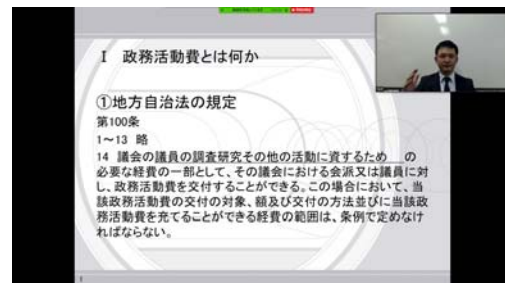 Ⅰ　政務活動費とは何か
①地方自治法の規定
第100条
1～13　略
14　議会の議員の調査研究その他の活動に資するため　の
必要な経費の一部として、その議会における会派又は議員に対
し、政務活動費を交付することができる。この場合において、当
該政務活動費の交付の対象、額及び交付の方法並びに当該政
務活動費を充てることができる経費の範囲は、条例で定めなけ
ればならない。